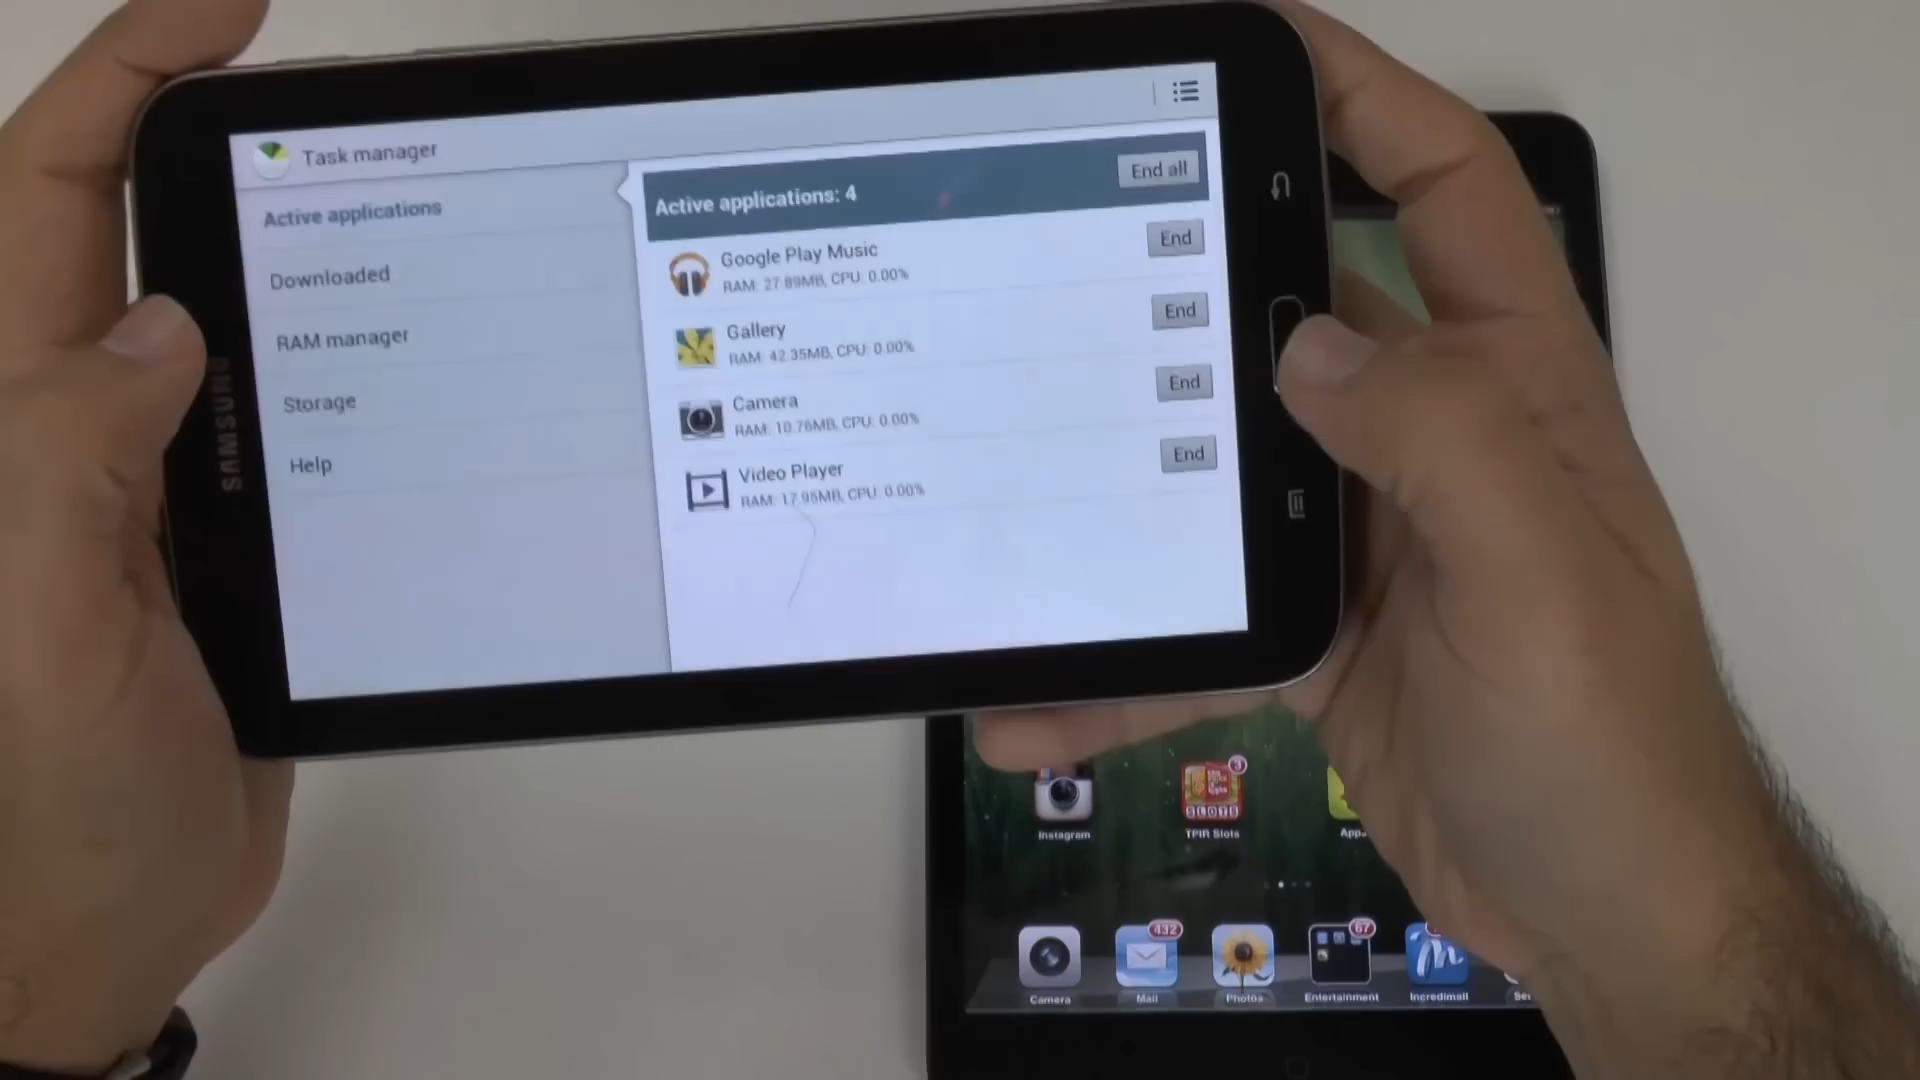 Task manager
Active applications
Downloaded
RAM manager
Storage
Help
Active applications: 4
End all
Google Play Music
RAM: 27.89MB, CPU: 0.00%
End
Gallery
RAM: 42.35MB, CPU: 0.00%
End
Camera
RAM: 10.76MB, CPU: 0.00%
End
Video Player
RAM: 17.95MB, CPU: 0.00%
End
SAMSUNG
3
SLOTS
Instagram
TPIR Slots
432
67
Camera
Mail
Photos
Entertainment
Incredimail